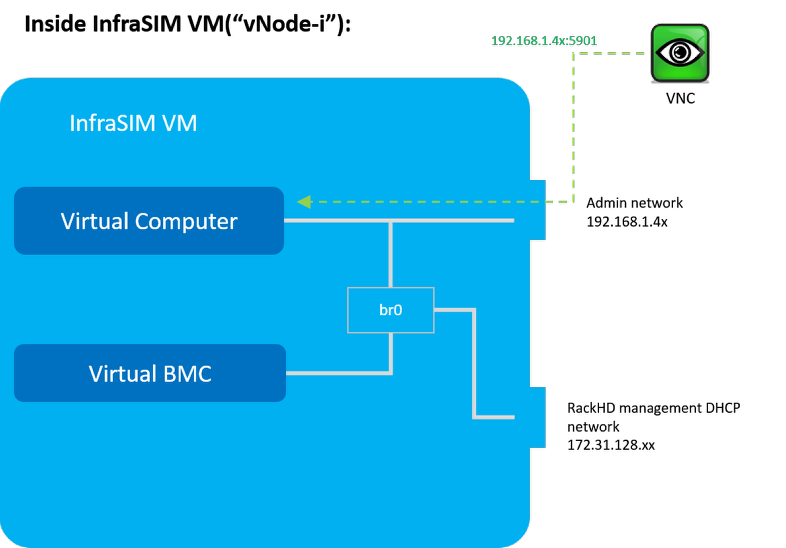 Inside InfraSIM VM(“vNode-i”):
192.168.1.4x:5901
VNC
InfraSIM VM
Virtual Computer
Admin network
192.168.1.4x
br0
Virtual BMC
RackHD management DHCP
network
172.31.128.xx